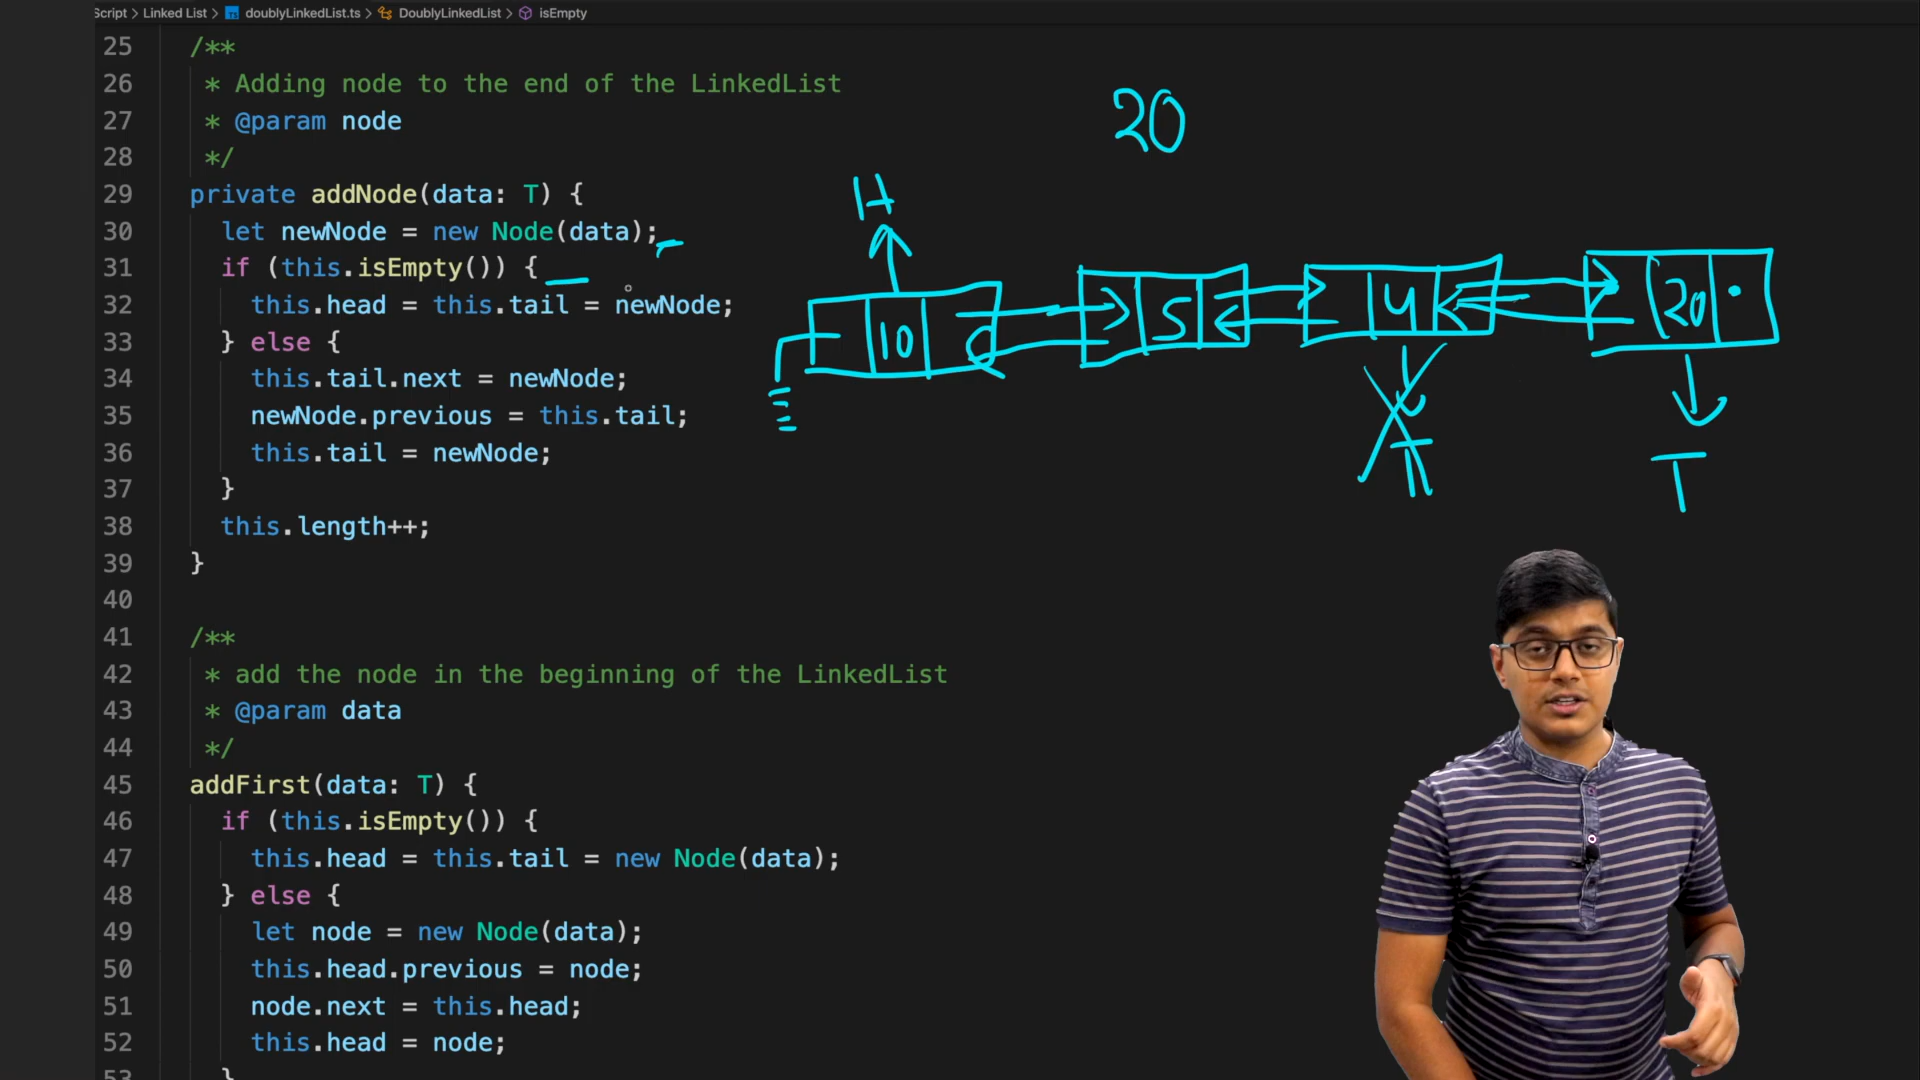 Script > Linked List > doublyLinkedList.ts > DoublyLinkedList > isEmpty
25 /**
26 * Adding node to the end of the LinkedList
27 * @param node
28 */
29 private addNode(data: T) {
30 let newNode = new Node(data);
31 if (this.isEmpty()) {
32 this.head = this.tail = newNode;
33 } else {
34 this.tail.next = newNode;
35 newNode.previous = this.tail;
36 this.tail = newNode;
37 }
38 this.length++;
39 }
40
41 /**
42 * add the node in the beginning of the LinkedList
43 * @param data
44 */
45 addFirst(data: T) {
46 if (this.isEmpty()) {
47 this.head = this.tail = new Node(data);
48 } else {
49 let node = new Node(data);
50 this.head.previous = node;
51 node.next = this.head;
52 this.head = node;
53 }
20
H
10 5 4 20
T T